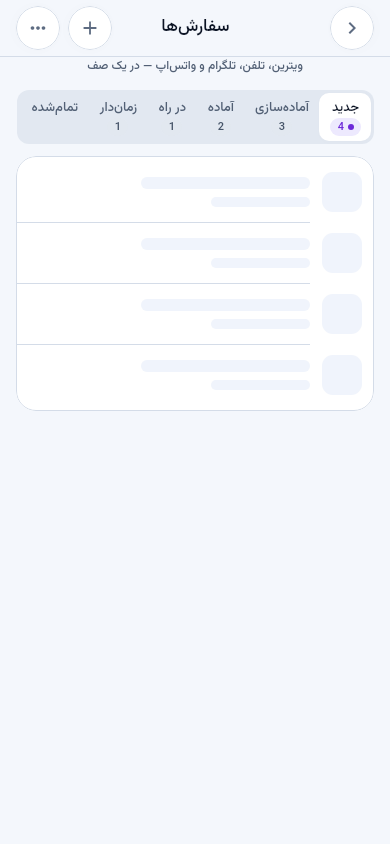 سفارش‌ها
ویترین، تلفن، تلگرام و واتس‌اپ — در یک صف
جدید آماده‌سازی آماده در راه زمان‌دار تمام‌شده
4 3 2 1 1